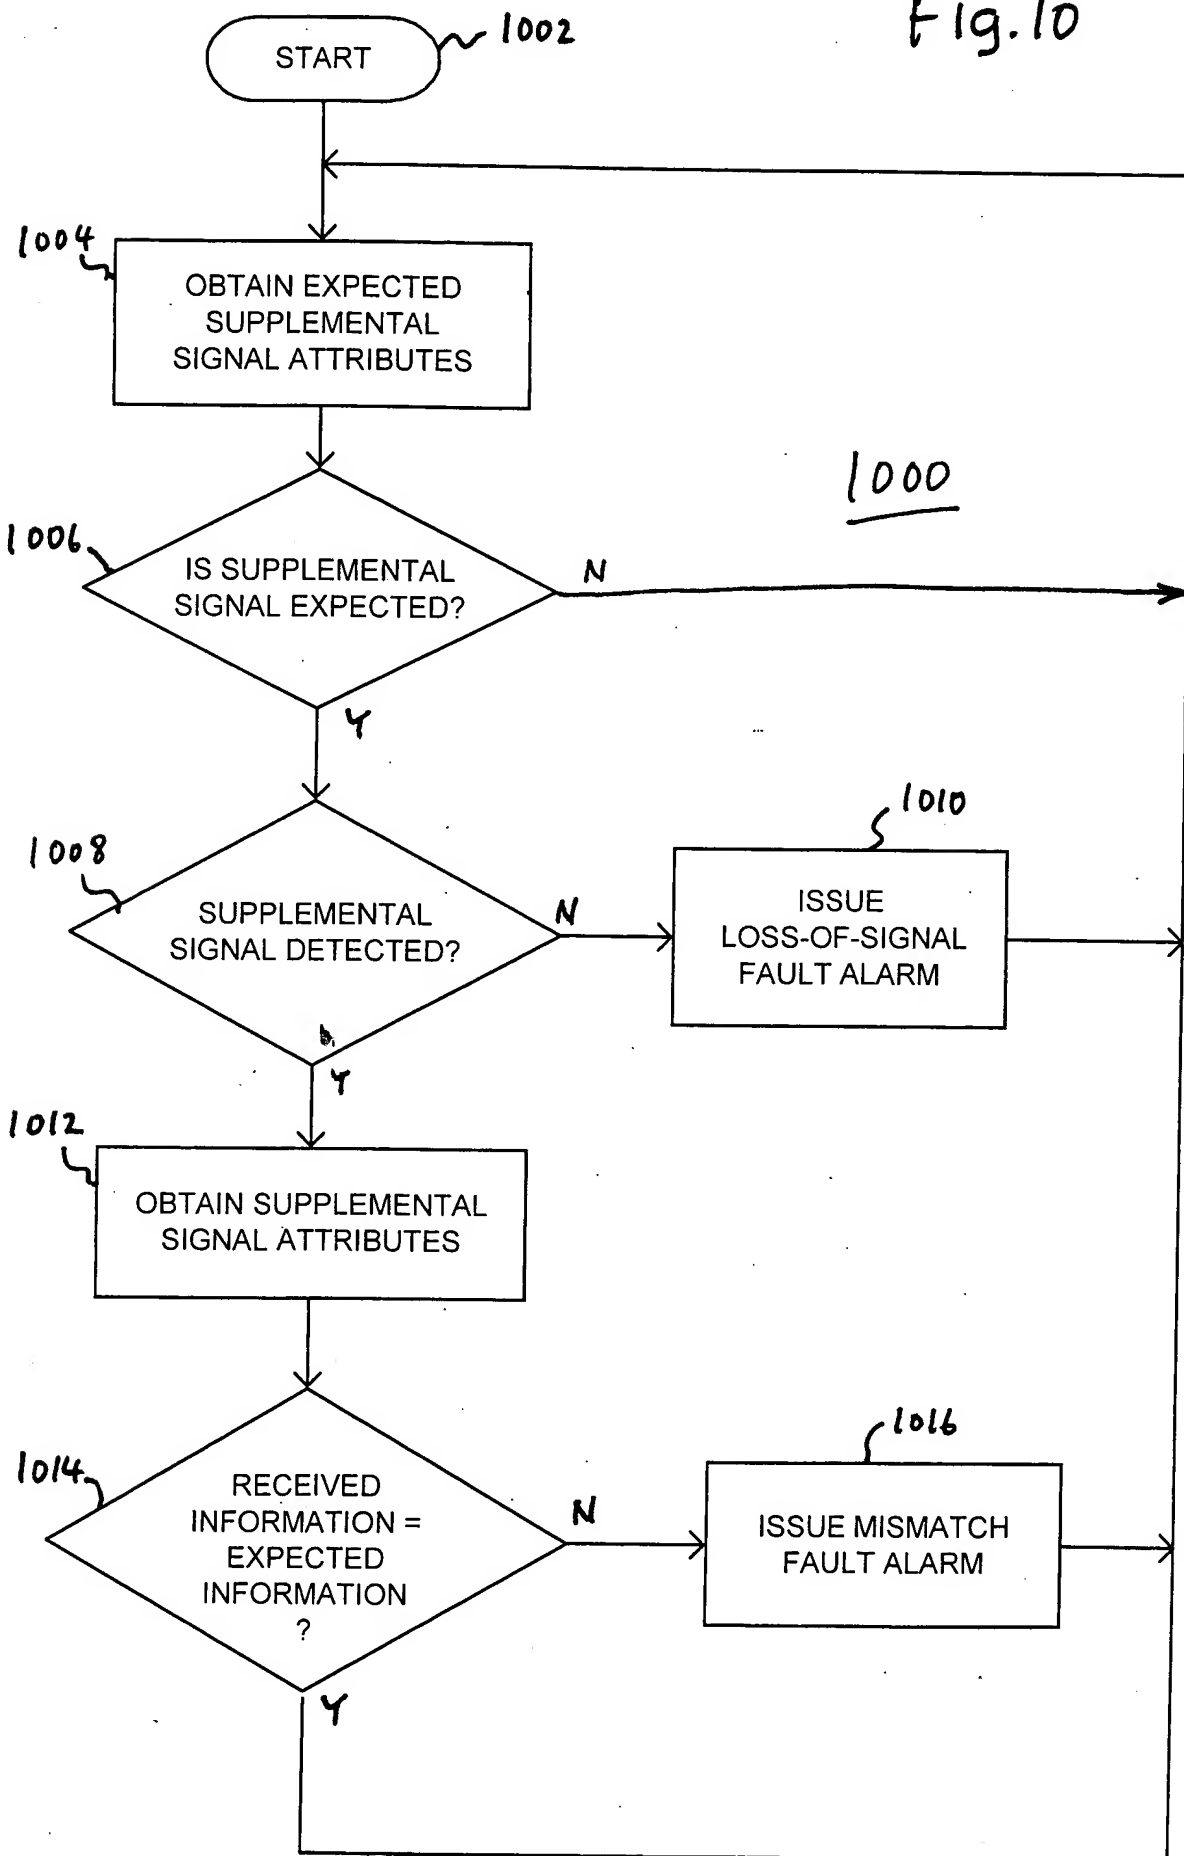 Fig. 10
START
1002
1004
OBTAIN EXPECTED
SUPPLEMENTAL
SIGNAL ATTRIBUTES
1000
1006
IS SUPPLEMENTAL
SIGNAL EXPECTED?
N
Y
1008
SUPPLEMENTAL
SIGNAL DETECTED?
N
1010
ISSUE
LOSS-OF-SIGNAL
FAULT ALARM
Y
1012
OBTAIN SUPPLEMENTAL
SIGNAL ATTRIBUTES
1014
RECEIVED
INFORMATION =
EXPECTED
INFORMATION
?
N
1016
ISSUE MISMATCH
FAULT ALARM
Y